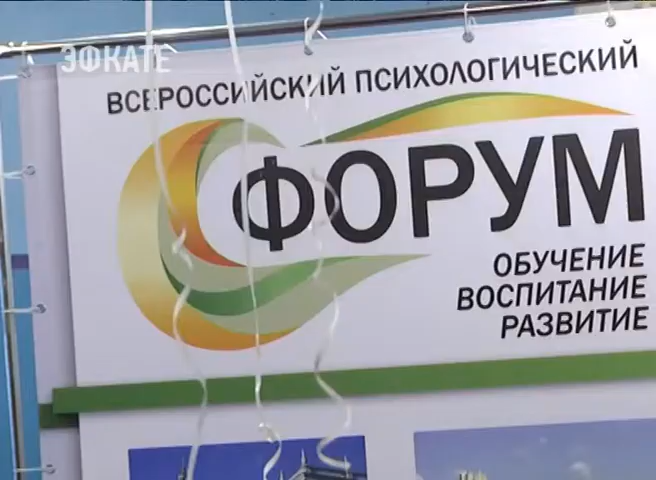 ЭФКАТЕ
ВСЕРОССИЙСКИЙ ПСИХОЛОГИЧЕСКИЙ
ФОРУМ
ОБУЧЕНИЕ
ВОСПИТАНИЕ
РАЗВИТИЕ